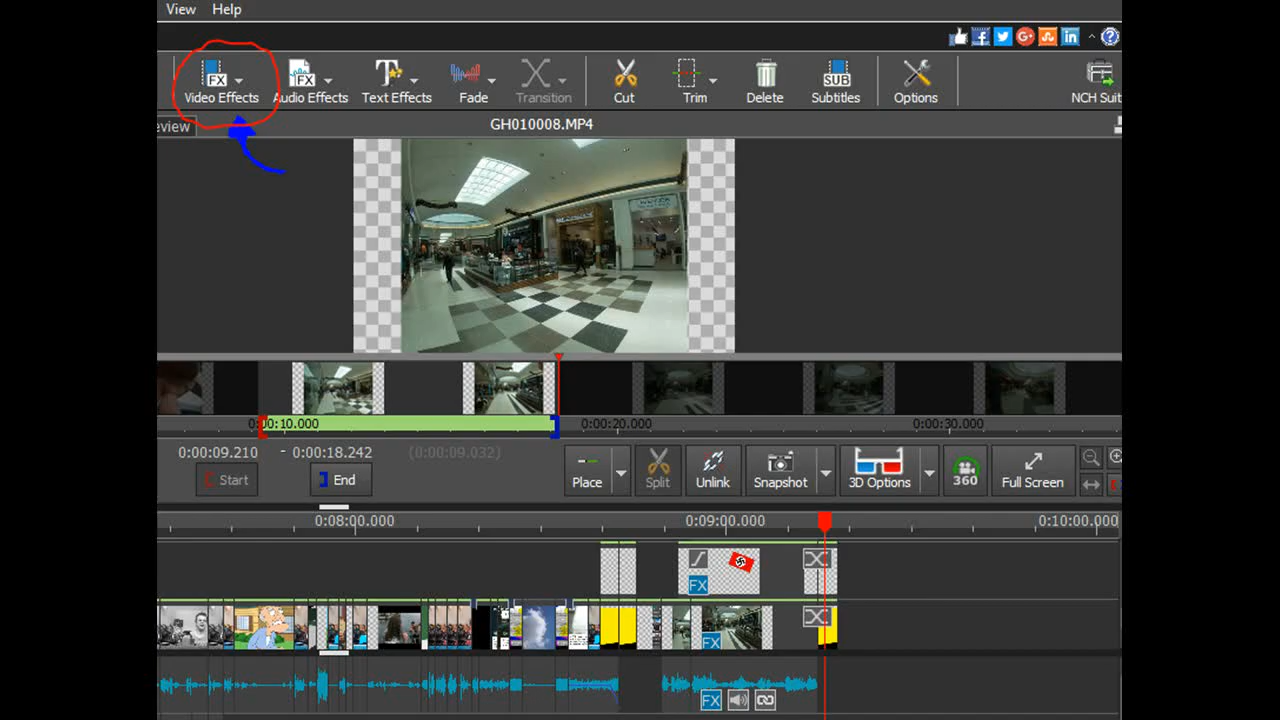 View Help
Video Effects Audio Effects Text Effects Fade Transition Cut Trim Delete SUB Subtitles Options NCH Suit
eview GH010008.MP4
0:00:10.000 0:00:20.000 0:00:30.000
0:00:09.210 - 0:00:18.242 (0:00:09.032)
Start End Place Split Unlink Snapshot 3D Options 360 Full Screen
0:08:00.000 0:09:00.000 0:10:00.000
FX
FX
FX